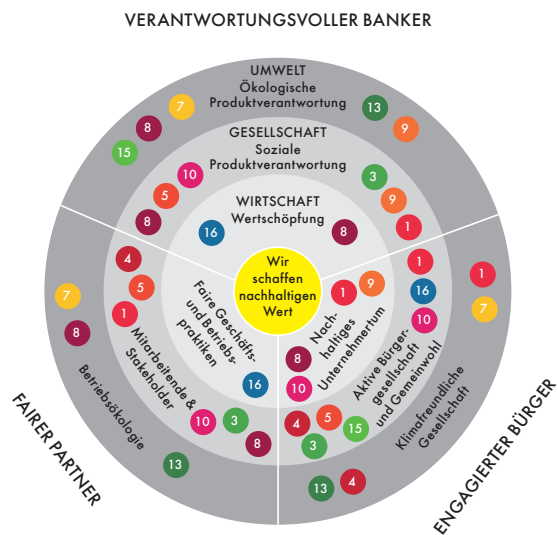 VERANTWORTUNGSVOLLER BANKER
UMWELT
Ökologische
Produktverantwortung
7
8
15
13
9
GESELLSCHAFT
Soziale
Produktverantwortung
10
5
8
3
9
1
WIRTSCHAFT
Wertschöpfung
16
8
Wir
schaffen
nachhaltigen
Wert
FAIRER PARTNER
Faire Geschäfts-
und Betriebs-
praktiken
16
4
5
1
Mitarbeitende &
Stakeholder
10
3
8
7
8
Betriebsökologie
13
ENGAGIERTER BÜRGER
1
9
Nach-
haltiges
Unternehmertum
8
10
1
16
10
Aktive Bürger-
gesellschaft
und Gemeinwohl
4
5
15
3
1
7
Klimafreundliche
Gesellschaft
13
4